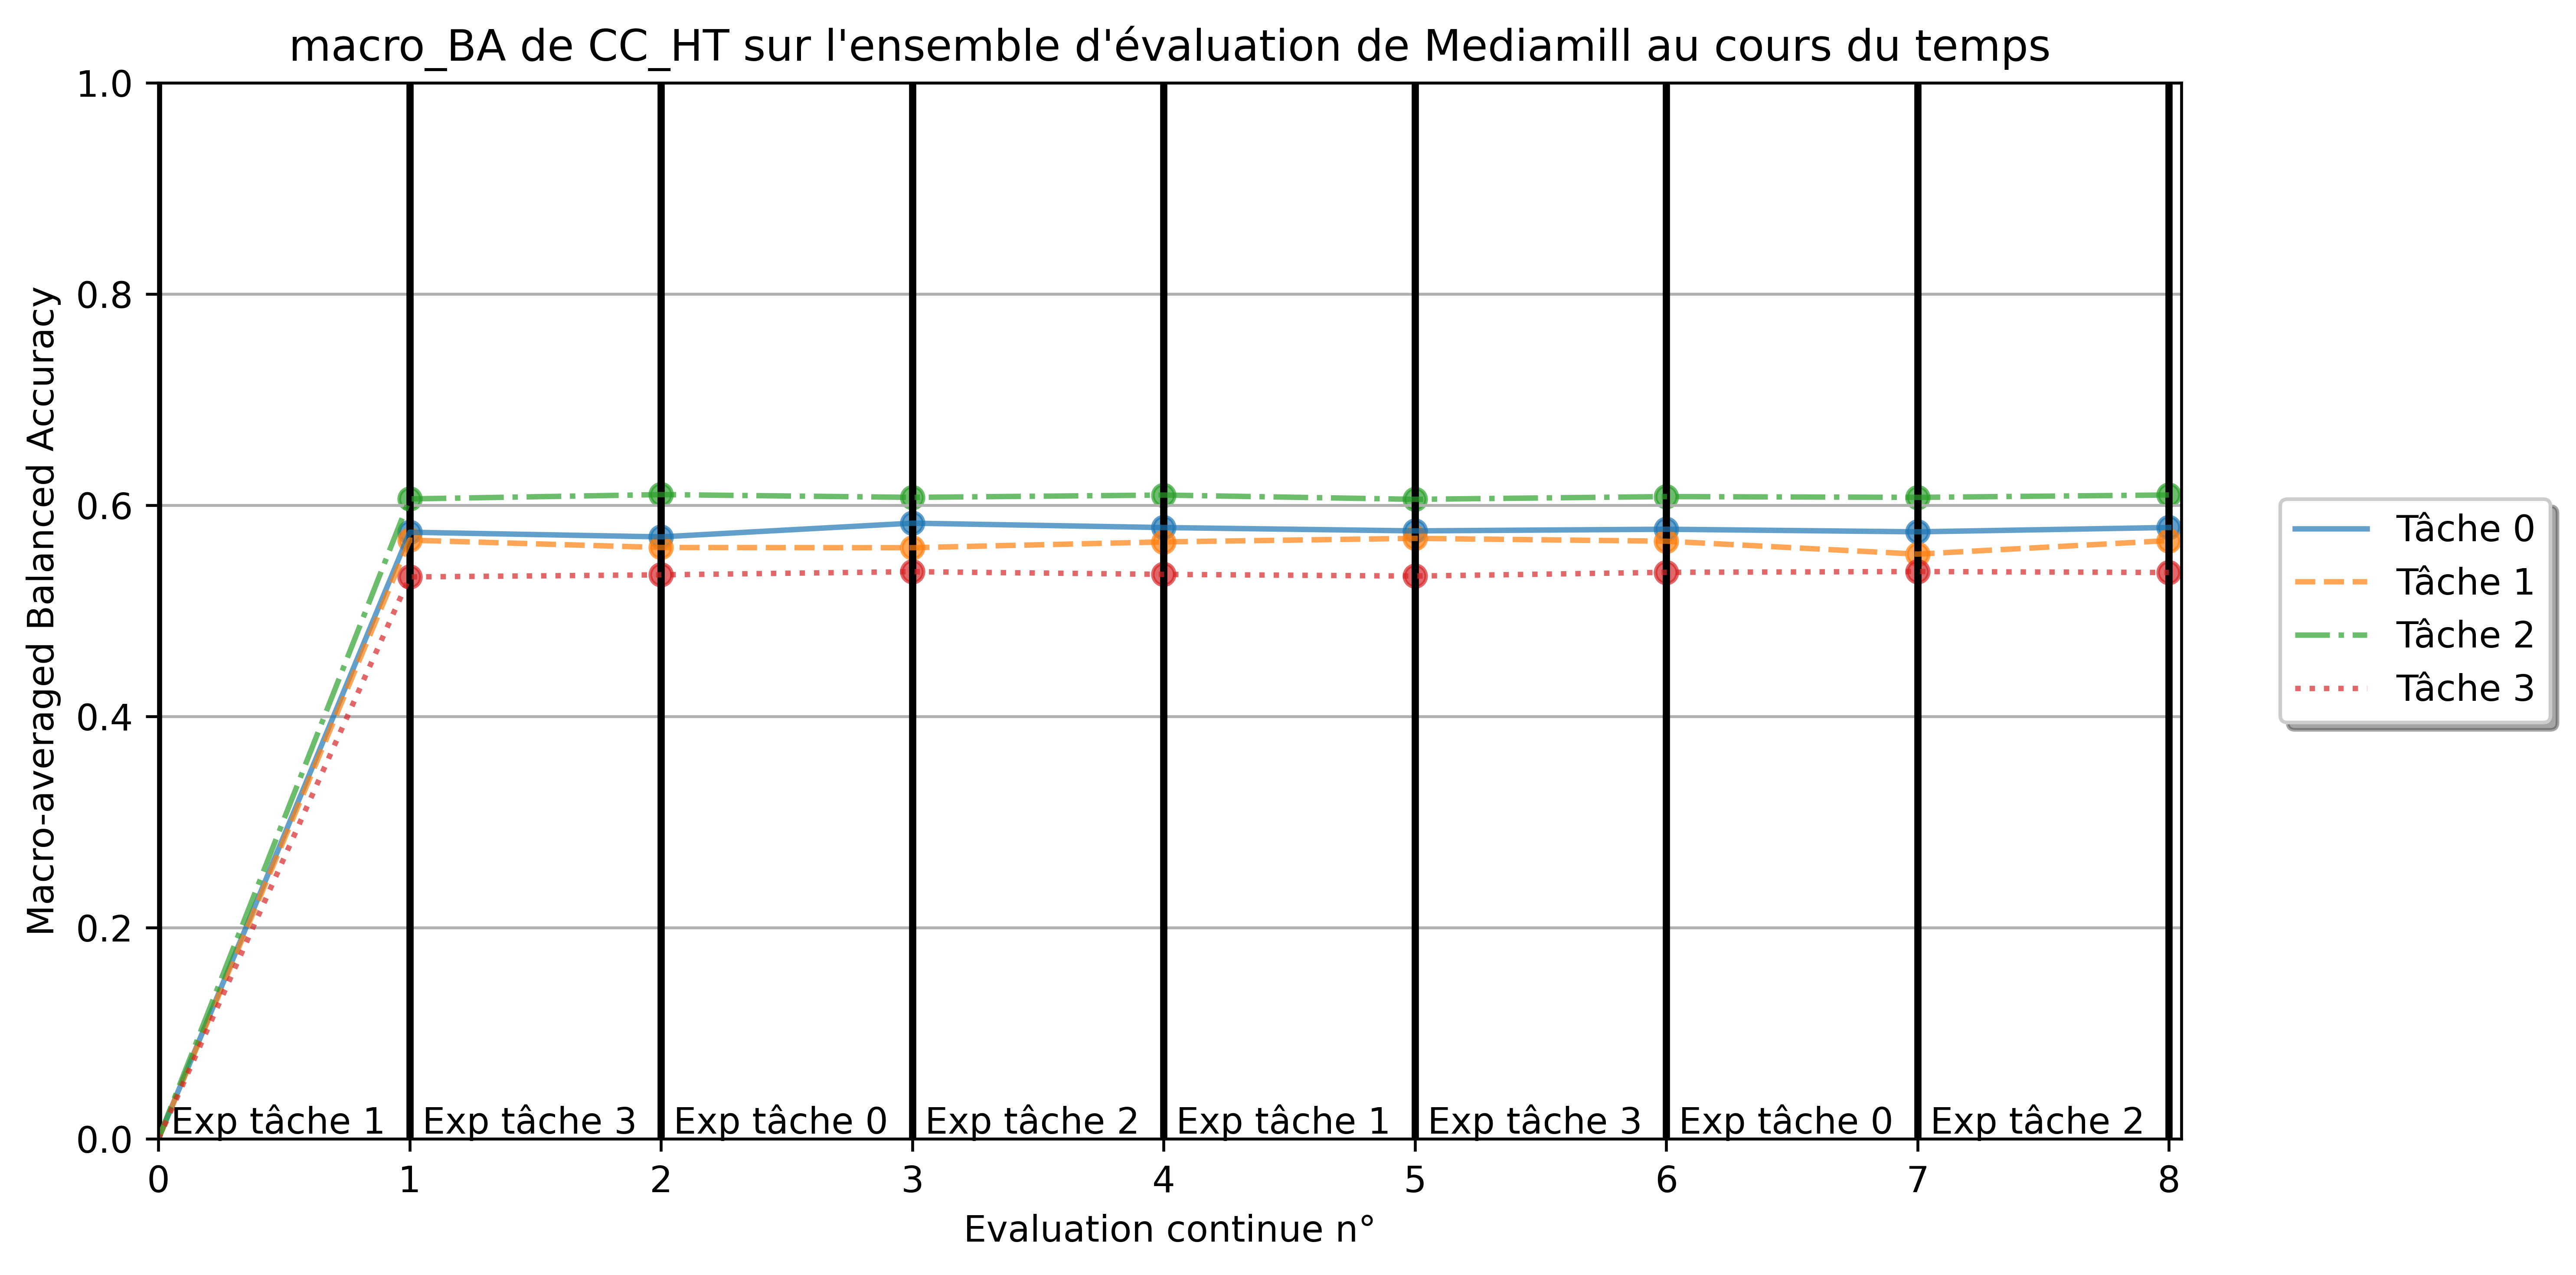 macro_BA de CC_HT sur l'ensemble d'évaluation de Mediamill au cours du temps
Macro-averaged Balanced Accuracy
1.0
0.8
0.6
0.4
0.2
0.0
Exp tâche 1 Exp tâche 3 Exp tâche 0 Exp tâche 2 Exp tâche 1 Exp tâche 3 Exp tâche 0 Exp tâche 2
0 1 2 3 4 5 6 7 8
Evaluation continue n°
Tâche 0
Tâche 1
Tâche 2
Tâche 3